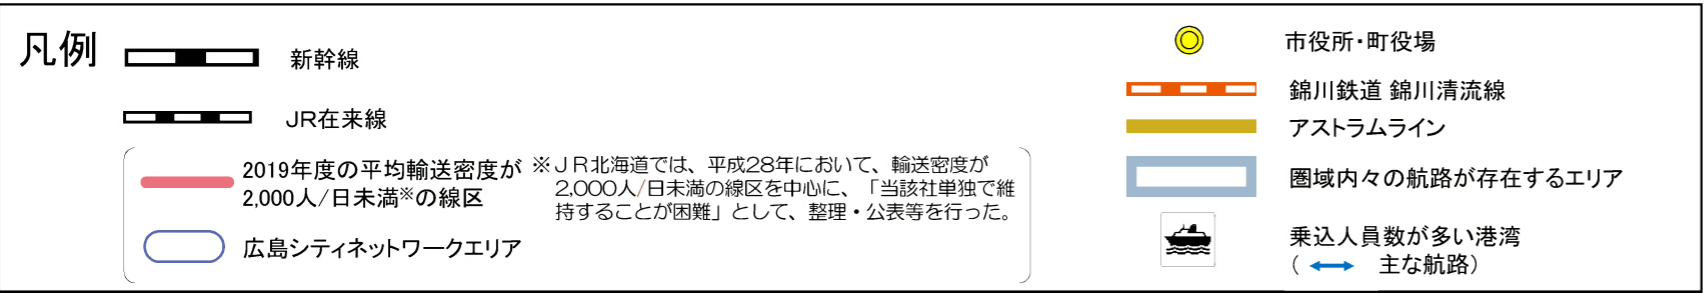 凡例
新幹線
JR在来線
2019年度の平均輸送密度が
2,000人/日未満※の線区
※JR北海道では、平成28年において、輸送密度が
2,000人/日未満の線区を中心に、「当該社単独で維
持することが困難」として、整理・公表等を行った。
広島シティネットワークエリア
市役所・町役場
錦川鉄道 錦川清流線
アストラムライン
圏域内々の航路が存在するエリア
乗込人員数が多い港湾
( 主な航路)